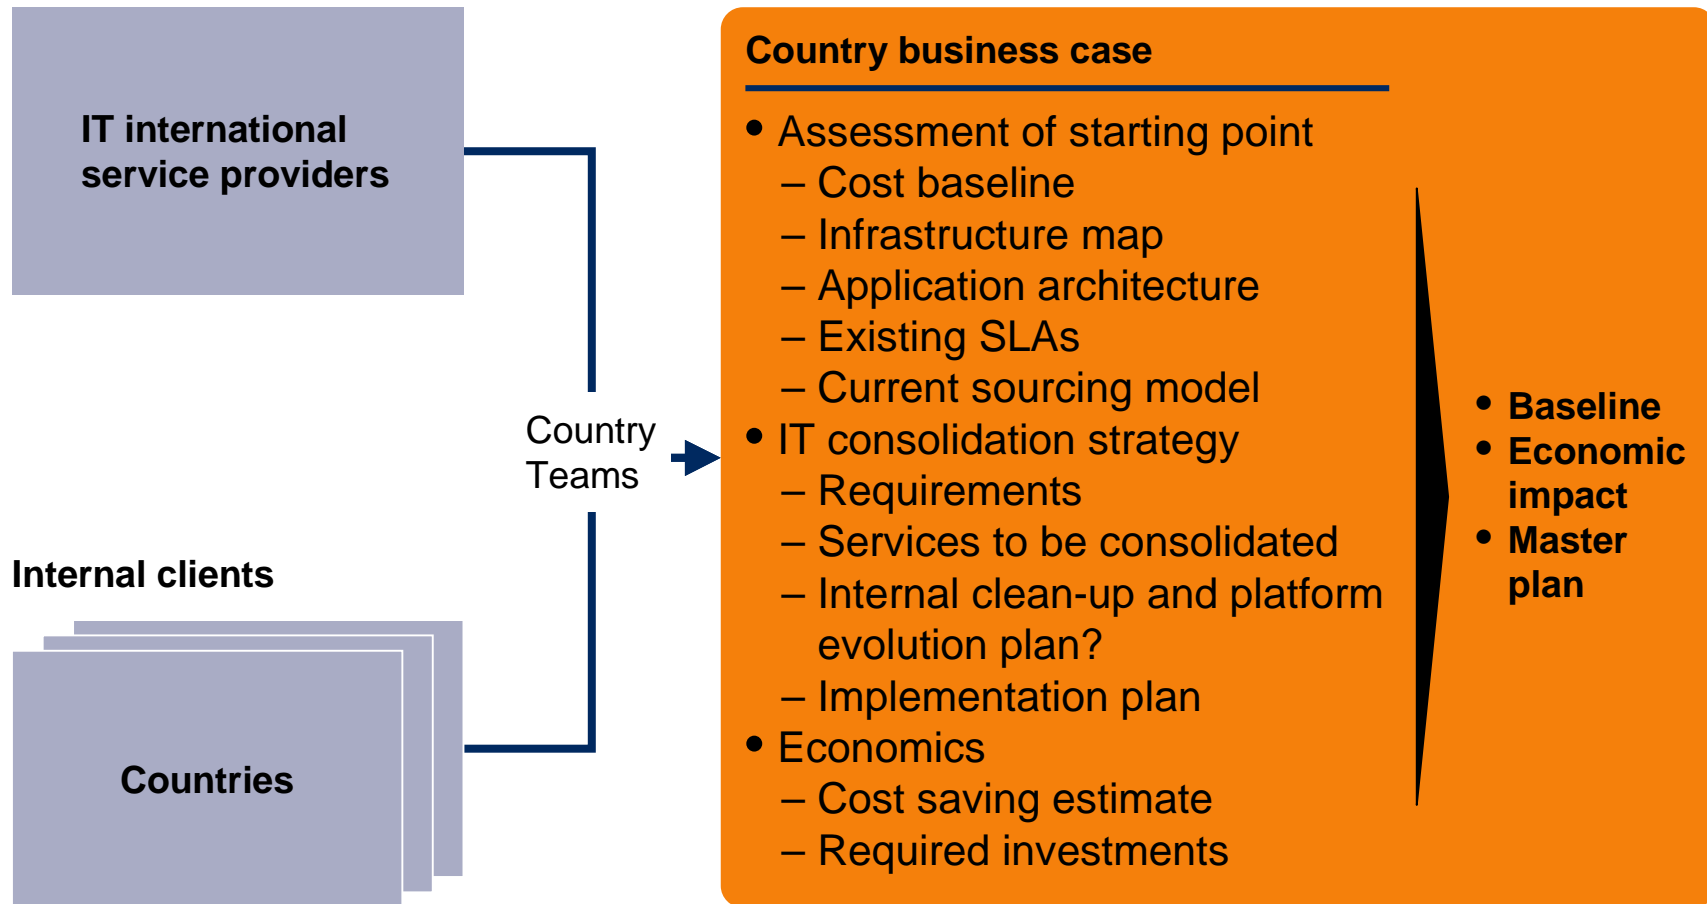 IT international
service providers
Internal clients
Countries
Country
Teams
Country business case
• Assessment of starting point
– Cost baseline
– Infrastructure map
– Application architecture
– Existing SLAs
– Current sourcing model
• IT consolidation strategy
– Requirements
– Services to be consolidated
– Internal clean-up and platform
evolution plan?
– Implementation plan
• Economics
– Cost saving estimate
– Required investments
• Baseline
• Economic
impact
• Master
plan